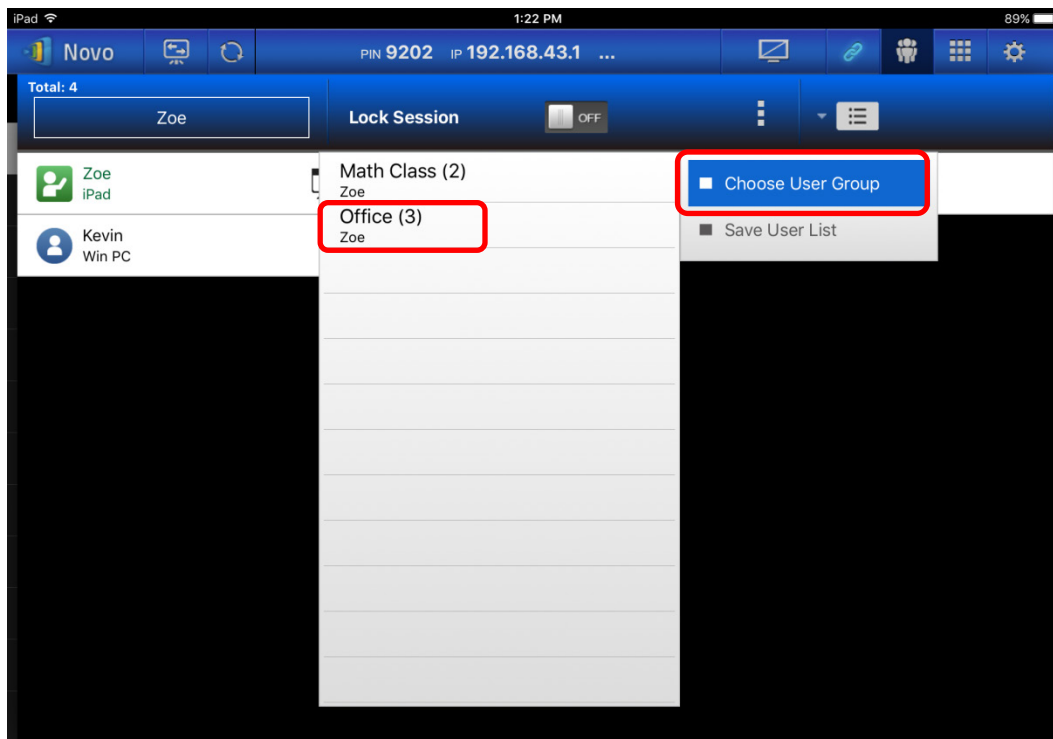 iPad 1:22 PM 89%
Novo PIN 9202 IP 192.168.43.1 ...
Total: 4
Zoe Lock Session OFF
Zoe
iPad
Kevin
Win PC
Math Class (2)
Zoe
Office (3)
Zoe
Choose User Group
Save User List